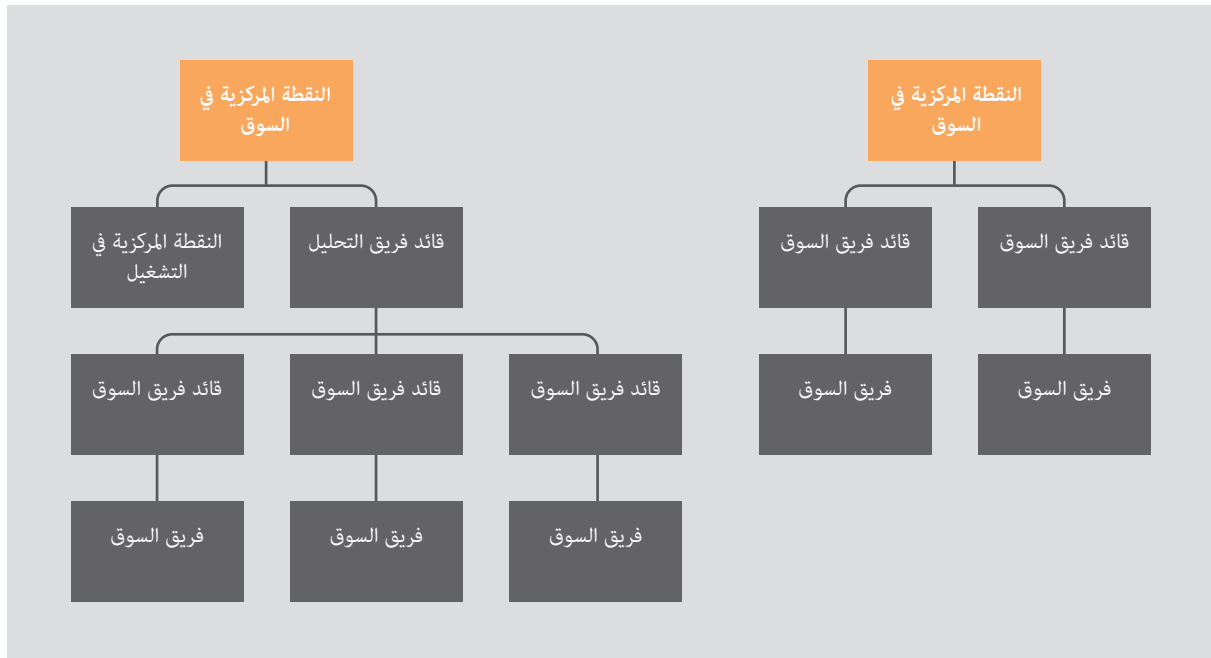 النقطة المركزية في
السوق
قائد فريق السوق
قائد فريق السوق
فريق السوق
فريق السوق
النقطة المركزية في
السوق
قائد فريق التحليل
النقطة المركزية في
التشغيل
قائد فريق السوق
قائد فريق السوق
قائد فريق السوق
فريق السوق
فريق السوق
فريق السوق